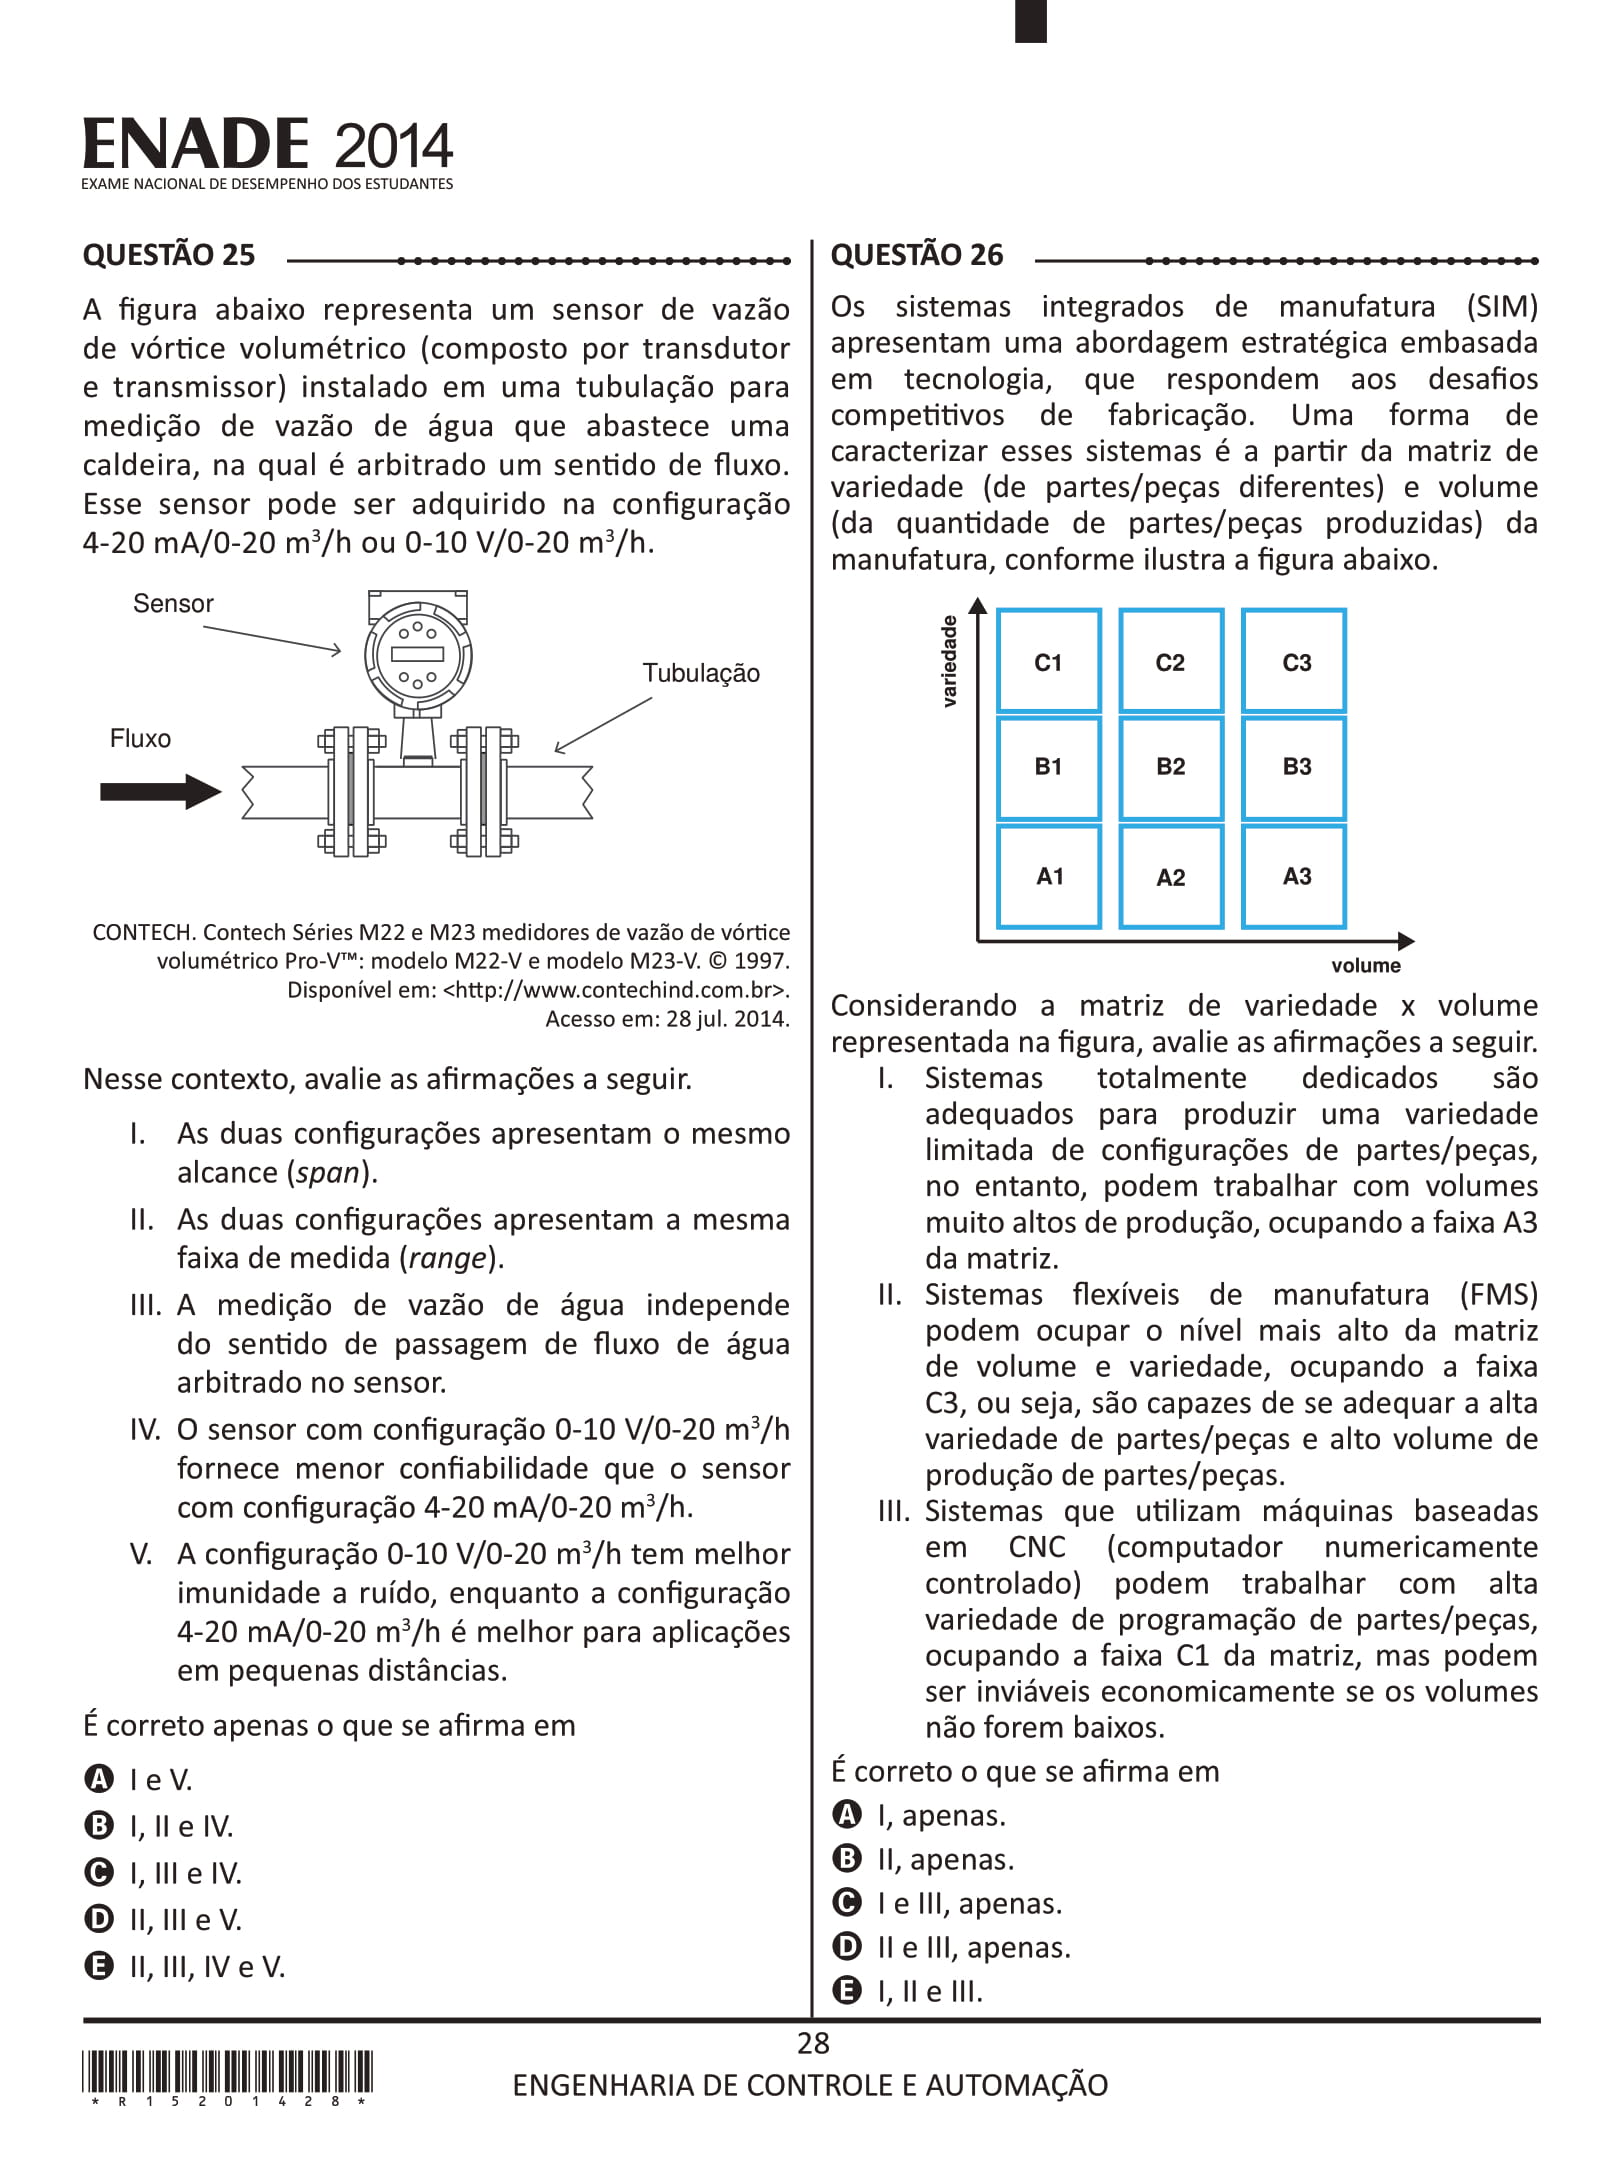 ENADE 2014
EXAME NACIONAL DE DESEMPENHO DOS ESTUDANTES
QUESTÃO 25
A figura abaixo representa um sensor de vazão
de vórtice volumétrico (composto por transdutor
e transmissor) instalado em uma tubulação para
medição de vazão de água que abastece uma
caldeira, na qual é arbitrado um sentido de fluxo.
Esse sensor pode ser adquirido na configuração
4-20 mA/0-20 m³/h ou 0-10 V/0-20 m³/h.
Sensor
Tubulação
Fluxo
CONTECH. Contech Séries M22 e M23 medidores de vazão de vórtice
volumétrico Pro-V™: modelo M22-V e modelo M23-V. © 1997.
Disponível em: <http://www.contechind.com.br>.
Acesso em: 28 jul. 2014.
Nesse contexto, avalie as afirmações a seguir.
I. As duas configurações apresentam o mesmo
alcance (span).
II. As duas configurações apresentam a mesma
faixa de medida (range).
III. A medição de vazão de água independe
do sentido de passagem de fluxo de água
arbitrado no sensor.
IV. O sensor com configuração 0-10 V/0-20 m³/h
fornece menor confiabilidade que o sensor
com configuração 4-20 mA/0-20 m³/h.
V. A configuração 0-10 V/0-20 m³/h tem melhor
imunidade a ruído, enquanto a configuração
4-20 mA/0-20 m³/h é melhor para aplicações
em pequenas distâncias.
É correto apenas o que se afirma em
A I e V.
B I, II e IV.
C I, III e IV.
D II, III e V.
E II, III, IV e V.
QUESTÃO 26
Os sistemas integrados de manufatura (SIM)
apresentam uma abordagem estratégica embasada
em tecnologia, que respondem aos desafios
competitivos de fabricação. Uma forma de
caracterizar esses sistemas é a partir da matriz de
variedade (de partes/peças diferentes) e volume
(da quantidade de partes/peças produzidas) da
manufatura, conforme ilustra a figura abaixo.
variedade
C1 C2 C3
B1 B2 B3
A1 A2 A3
volume
Considerando a matriz de variedade x volume
representada na figura, avalie as afirmações a seguir.
I. Sistemas totalmente dedicados são
adequados para produzir uma variedade
limitada de configurações de partes/peças,
no entanto, podem trabalhar com volumes
muito altos de produção, ocupando a faixa A3
da matriz.
II. Sistemas flexíveis de manufatura (FMS)
podem ocupar o nível mais alto da matriz
de volume e variedade, ocupando a faixa
C3, ou seja, são capazes de se adequar a alta
variedade de partes/peças e alto volume de
produção de partes/peças.
III. Sistemas que utilizam máquinas baseadas
em CNC (computador numericamente
controlado) podem trabalhar com alta
variedade de programação de partes/peças,
ocupando a faixa C1 da matriz, mas podem
ser inviáveis economicamente se os volumes
não forem baixos.
É correto o que se afirma em
A I, apenas.
B II, apenas.
C I e III, apenas.
D II e III, apenas.
E I, II e III.
28
ENGENHARIA DE CONTROLE E AUTOMAÇÃO
*R15201428*